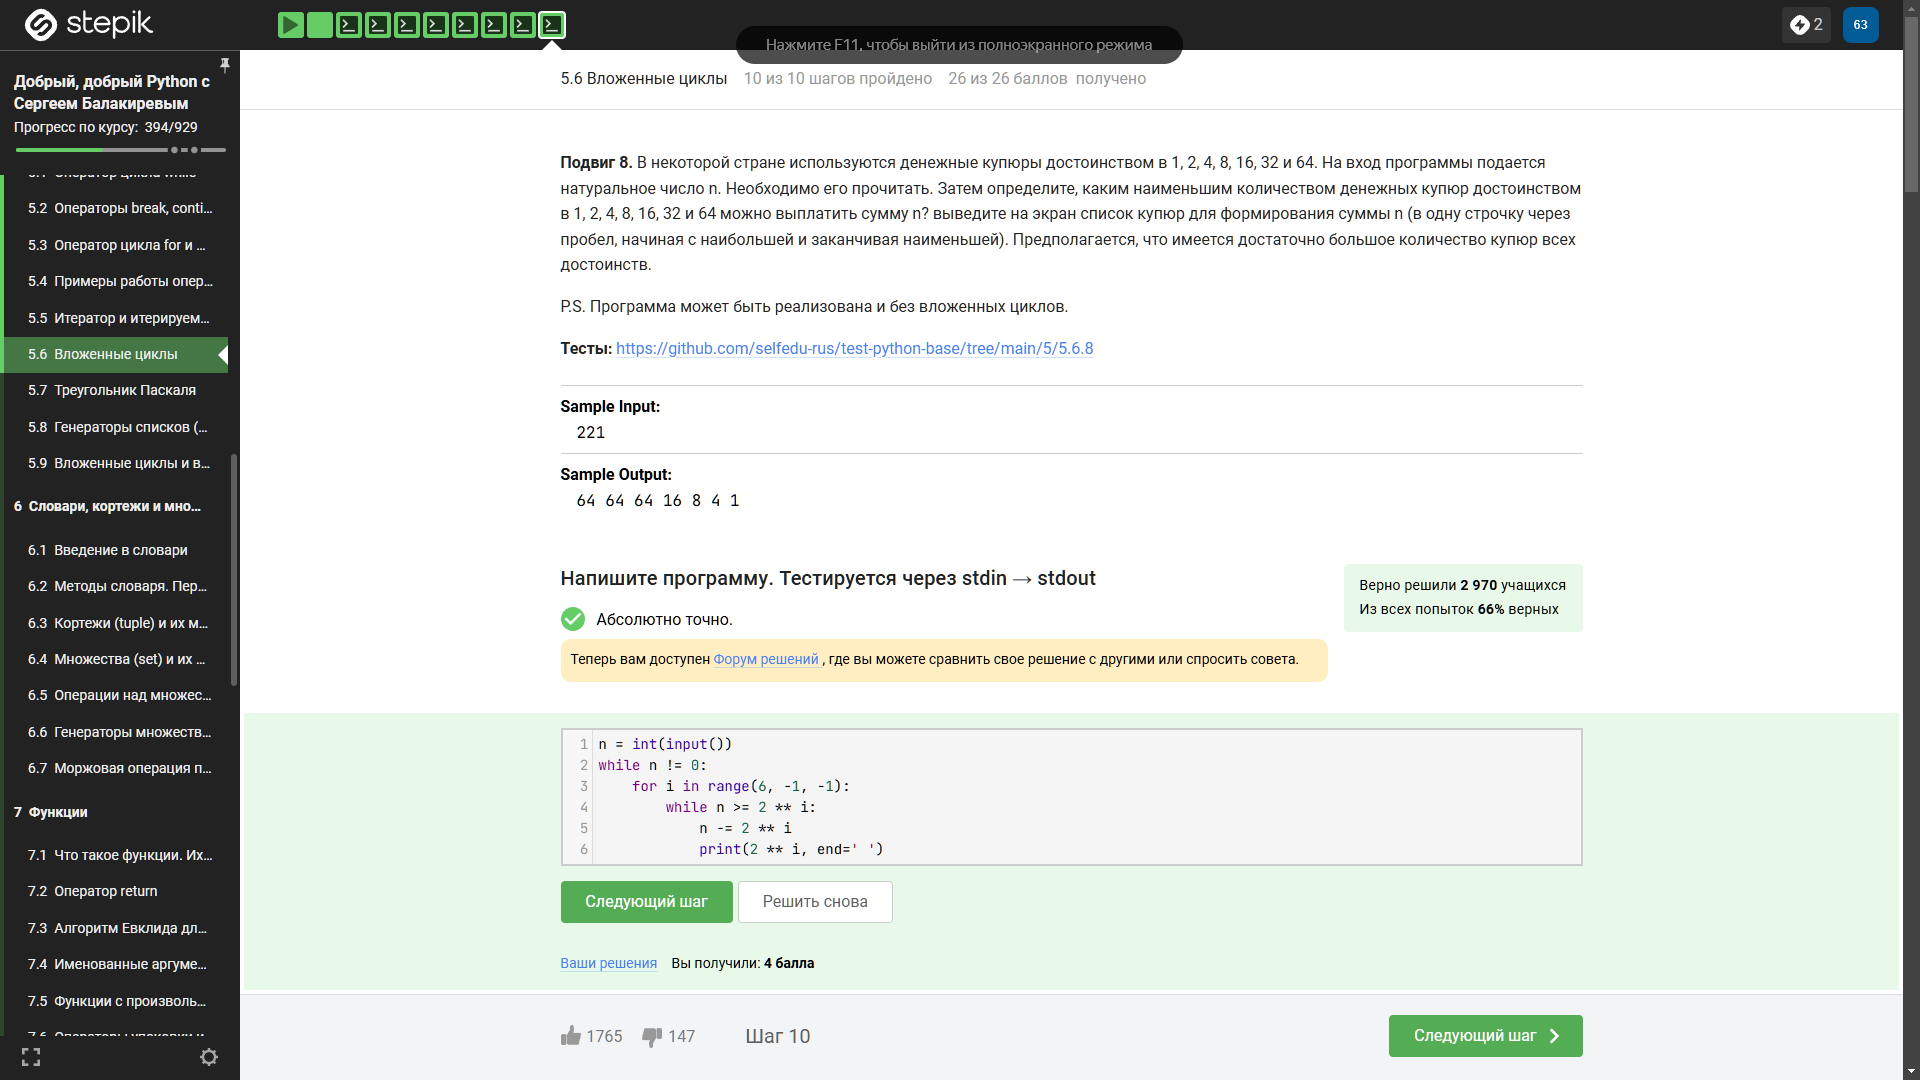 stepik
Нажмите F11, чтобы выйти из полноэкранного режима
2
63
Добрый, добрый Python с
Сергеем Балакиревым
Прогресс по курсу: 394/929
5.2 Операторы break, conti...
5.3 Оператор цикла for и ...
5.4 Примеры работы опер...
5.5 Итератор и итерируем...
5.6 Вложенные циклы
5.7 Треугольник Паскаля
5.8 Генераторы списков (...
5.9 Вложенные циклы и в...
6 Словари, кортежи и мно...
6.1 Введение в словари
6.2 Методы словаря. Пер...
6.3 Кортежи (tuple) и их м...
6.4 Множества (set) и их ...
6.5 Операции над множес...
6.6 Генераторы множеств...
6.7 Моржовая операция п...
7 Функции
7.1 Что такое функции. Их...
7.2 Оператор return
7.3 Алгоритм Евклида дл...
7.4 Именованные аргуме...
7.5 Функции с произволь...
5.6 Вложенные циклы 10 из 10 шагов пройдено 26 из 26 баллов получено
Подвиг 8. В некоторой стране используются денежные купюры достоинством в 1, 2, 4, 8, 16, 32 и 64. На вход программы подается
натуральное число n. Необходимо его прочитать. Затем определите, каким наименьшим количеством денежных купюр достоинством
в 1, 2, 4, 8, 16, 32 и 64 можно выплатить сумму n? выведите на экран список купюр для формирования суммы n (в одну строчку через
пробел, начиная с наибольшей и заканчивая наименьшей). Предполагается, что имеется достаточно большое количество купюр всех
достоинств.
P.S. Программа может быть реализована и без вложенных циклов.
Тесты: https://github.com/selfedu-rus/test-python-base/tree/main/5/5.6.8
Sample Input:
221
Sample Output:
64 64 64 16 8 4 1
Напишите программу. Тестируется через stdin → stdout
Верно решили 2 970 учащихся
Из всех попыток 66% верных
Абсолютно точно.
Теперь вам доступен Форум решений , где вы можете сравнить свое решение с другими или спросить совета.
1 n = int(input())
2 while n != 0:
3     for i in range(6, -1, -1):
4         while n >= 2 ** i:
5             n -= 2 ** i
6             print(2 ** i, end=' ')
Следующий шаг
Решить снова
Ваши решения Вы получили: 4 балла
1765
147
Шаг 10
Следующий шаг